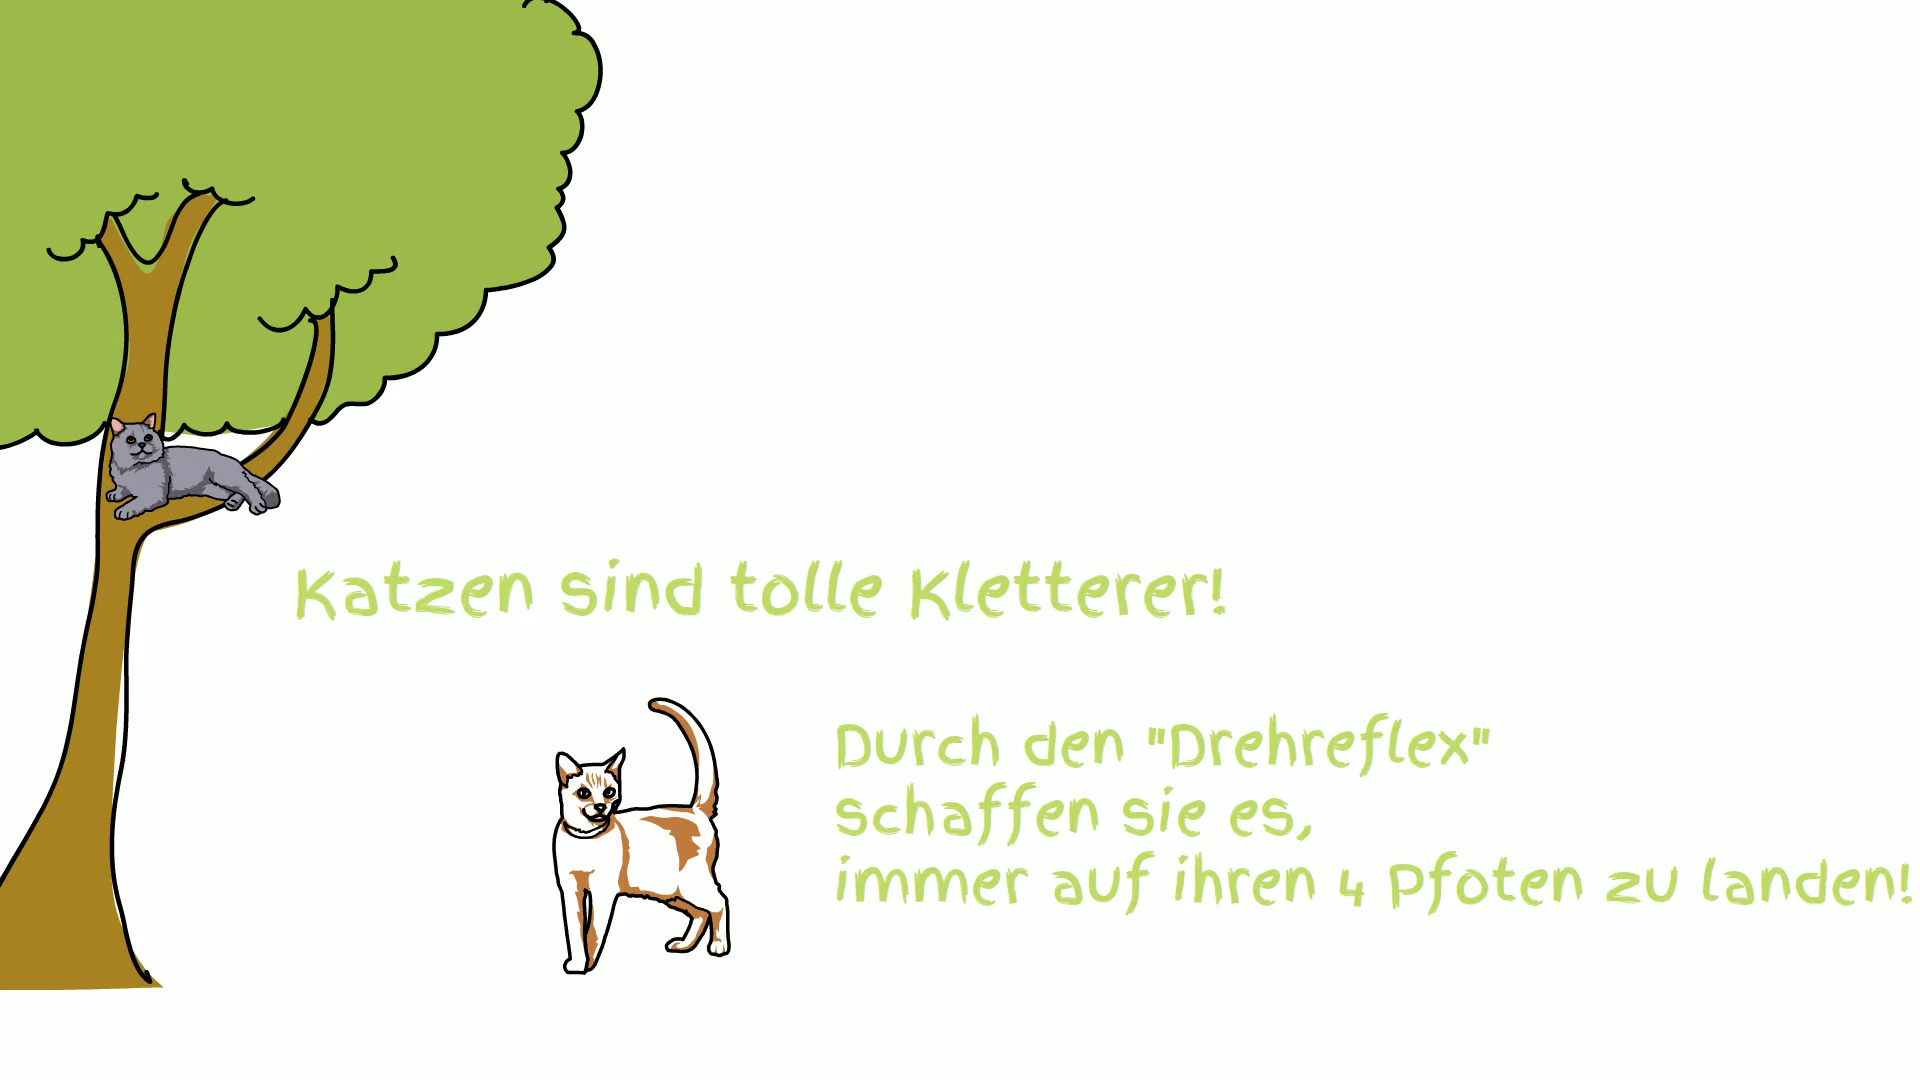 Katzen sind tolle Kletterer!
Durch den "Drehreflex"
schaffen sie es,
immer auf ihren 4 Pfoten zu landen!